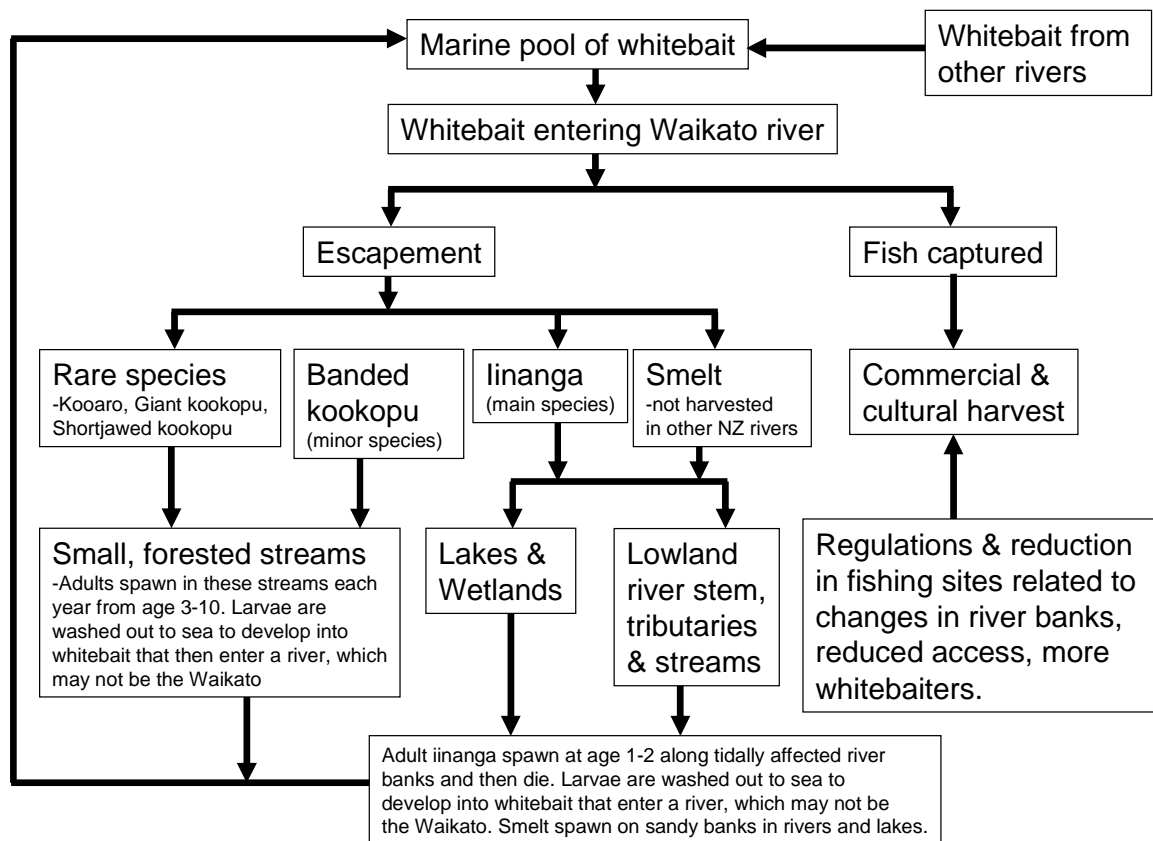 Marine pool of whitebait
Whitebait from
other rivers
Whitebait entering Waikato river
Escapement
Fish captured
Rare species
-Kooaro, Giant kookopu,
Shortjawed kookopu
Banded
kookopu
(minor species)
Iinanga
(main species)
Smelt
-not harvested
in other NZ rivers
Commercial &
cultural harvest
Small, forested streams
-Adults spawn in these streams each
year from age 3-10. Larvae are
washed out to sea to develop into
whitebait that then enter a river, which
may not be the Waikato
Lakes &
Wetlands
Lowland
river stem,
tributaries
& streams
Regulations & reduction
in fishing sites related to
changes in river banks,
reduced access, more
whitebaiters.
Adult iinanga spawn at age 1-2 along tidally affected river
banks and then die. Larvae are washed out to sea to
develop into whitebait that enter a river, which may not be
the Waikato. Smelt spawn on sandy banks in rivers and lakes.